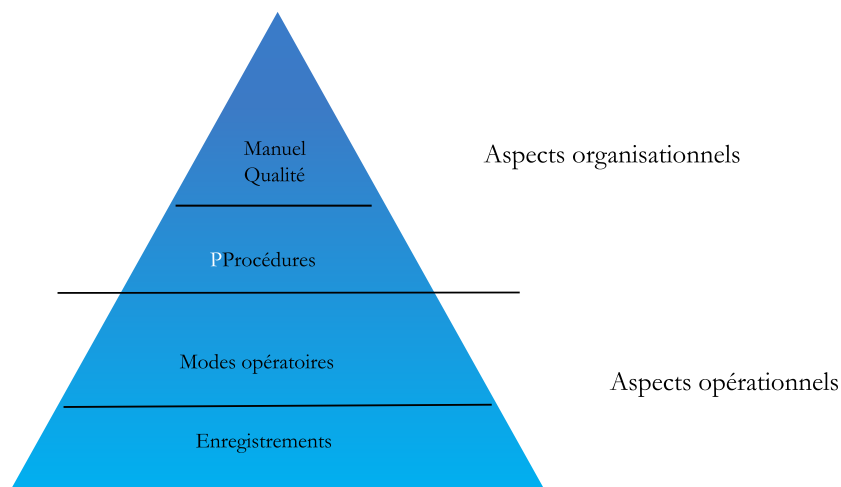 Manuel
Qualité
Aspects organisationnels
PProcédures
Modes opératoires
Aspects opérationnels
Enregistrements